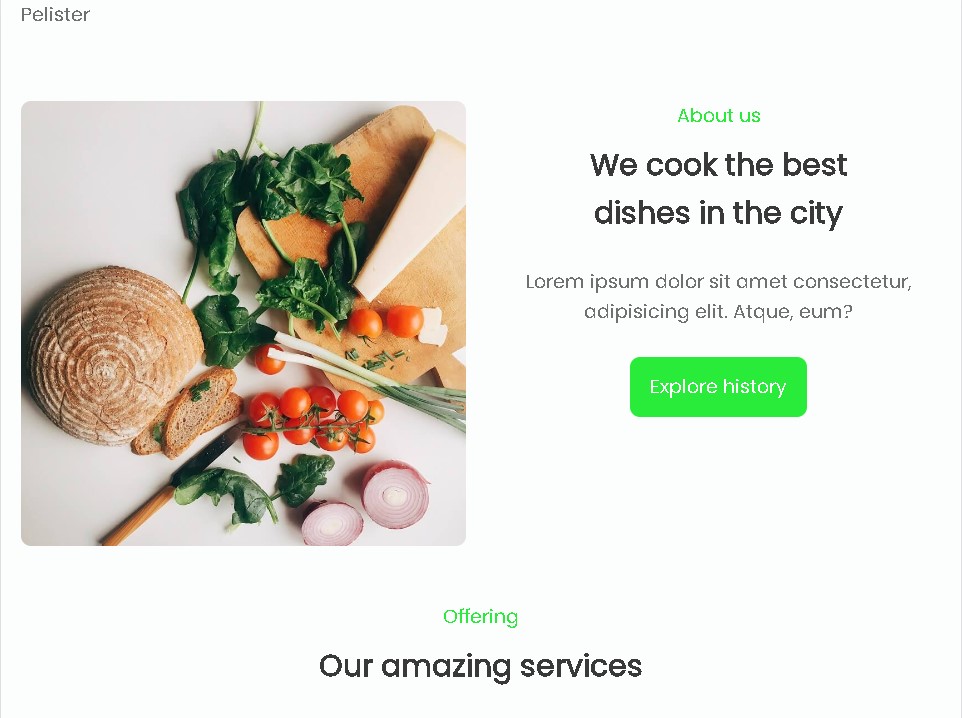 Pelister
About us
We cook the best
dishes in the city
Lorem ipsum dolor sit amet consectetur,
adipisicing elit. Atque, eum?
Explore history
Offering
Our amazing services